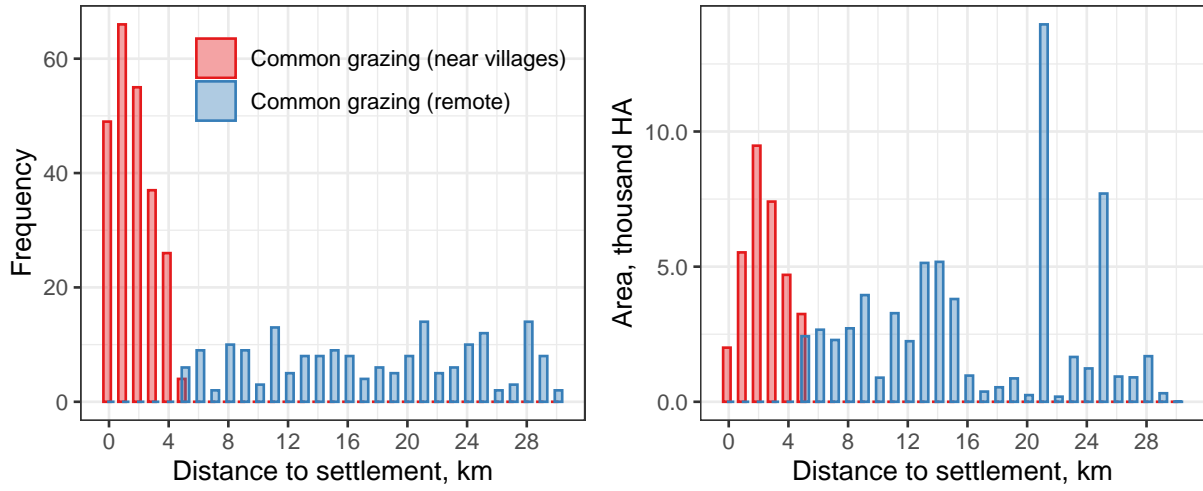 Frequency
60
40
20
0
Common grazing (near villages)
Common grazing (remote)
0 4 8 12 16 20 24 28
Distance to settlement, km
Area, thousand HA
10.0
5.0
0.0
0 4 8 12 16 20 24 28
Distance to settlement, km